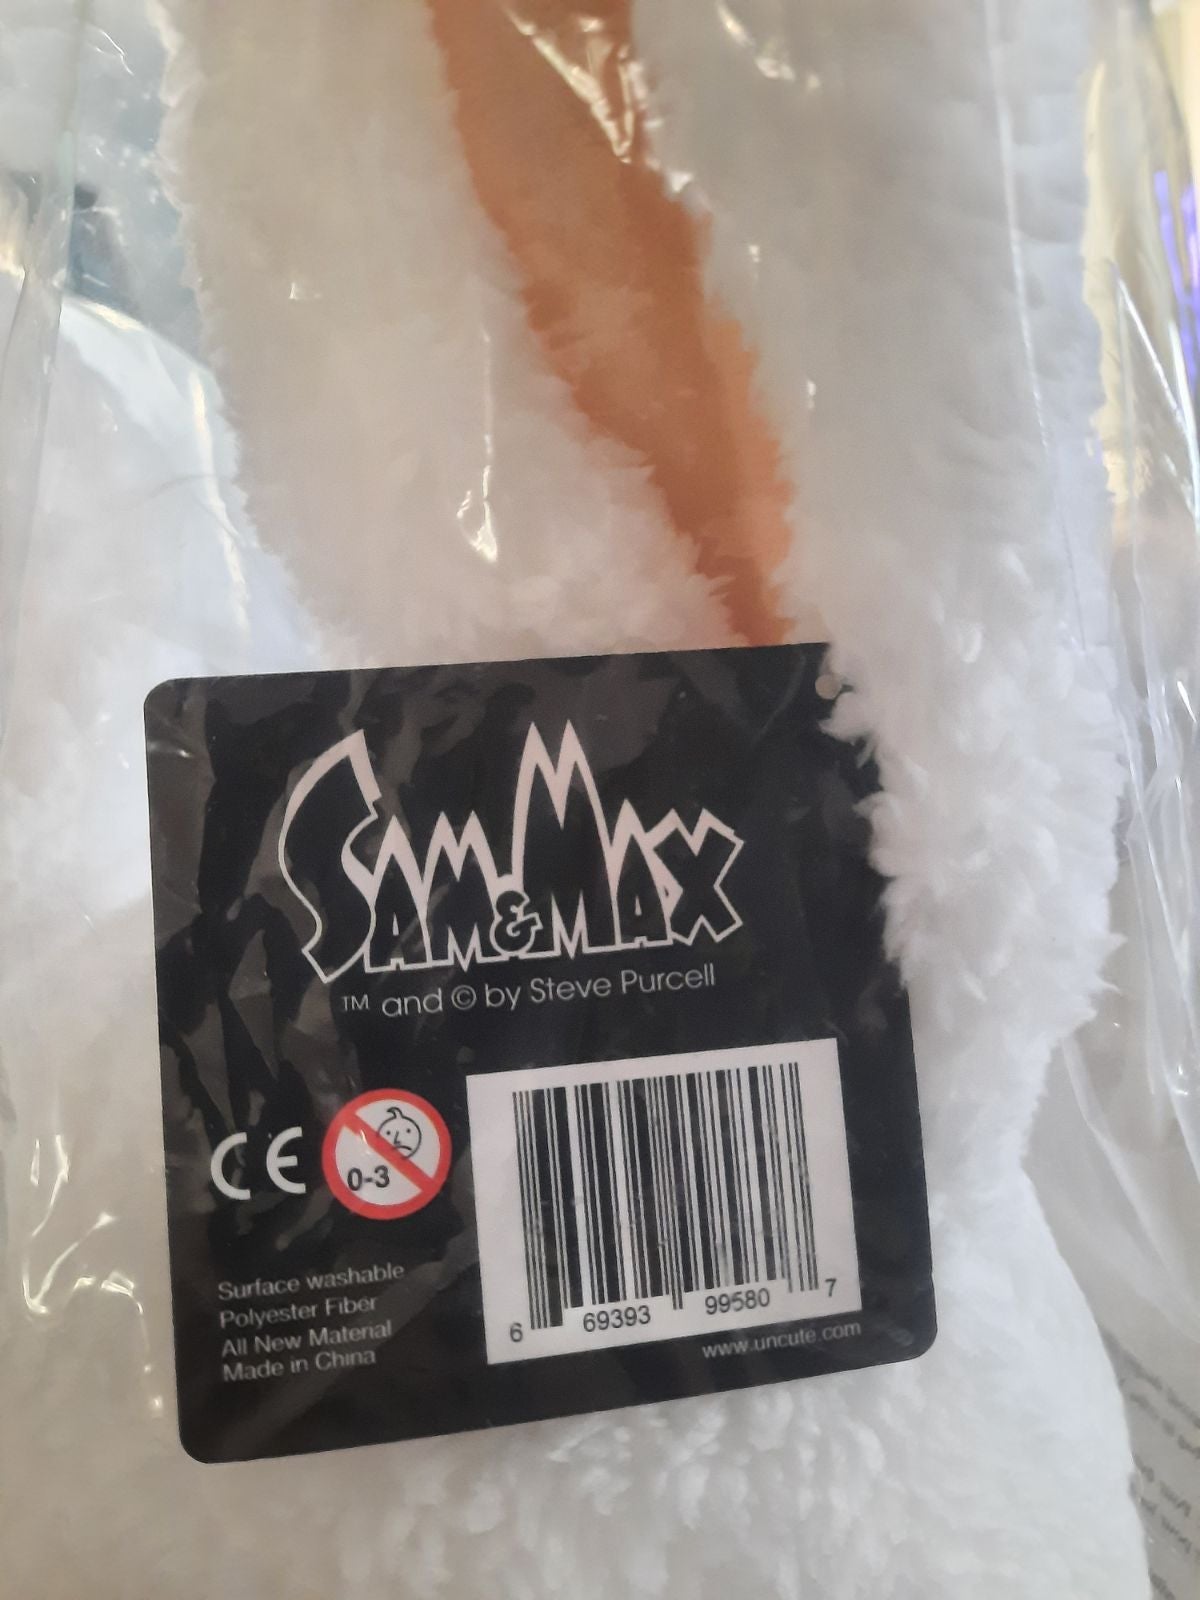 SAM & MAX
™ and © by Steve Purcell
CE
0-3
Surface washable
Polyester Fiber
All New Material
Made in China
6 69393 99580 7
www.uncute.com